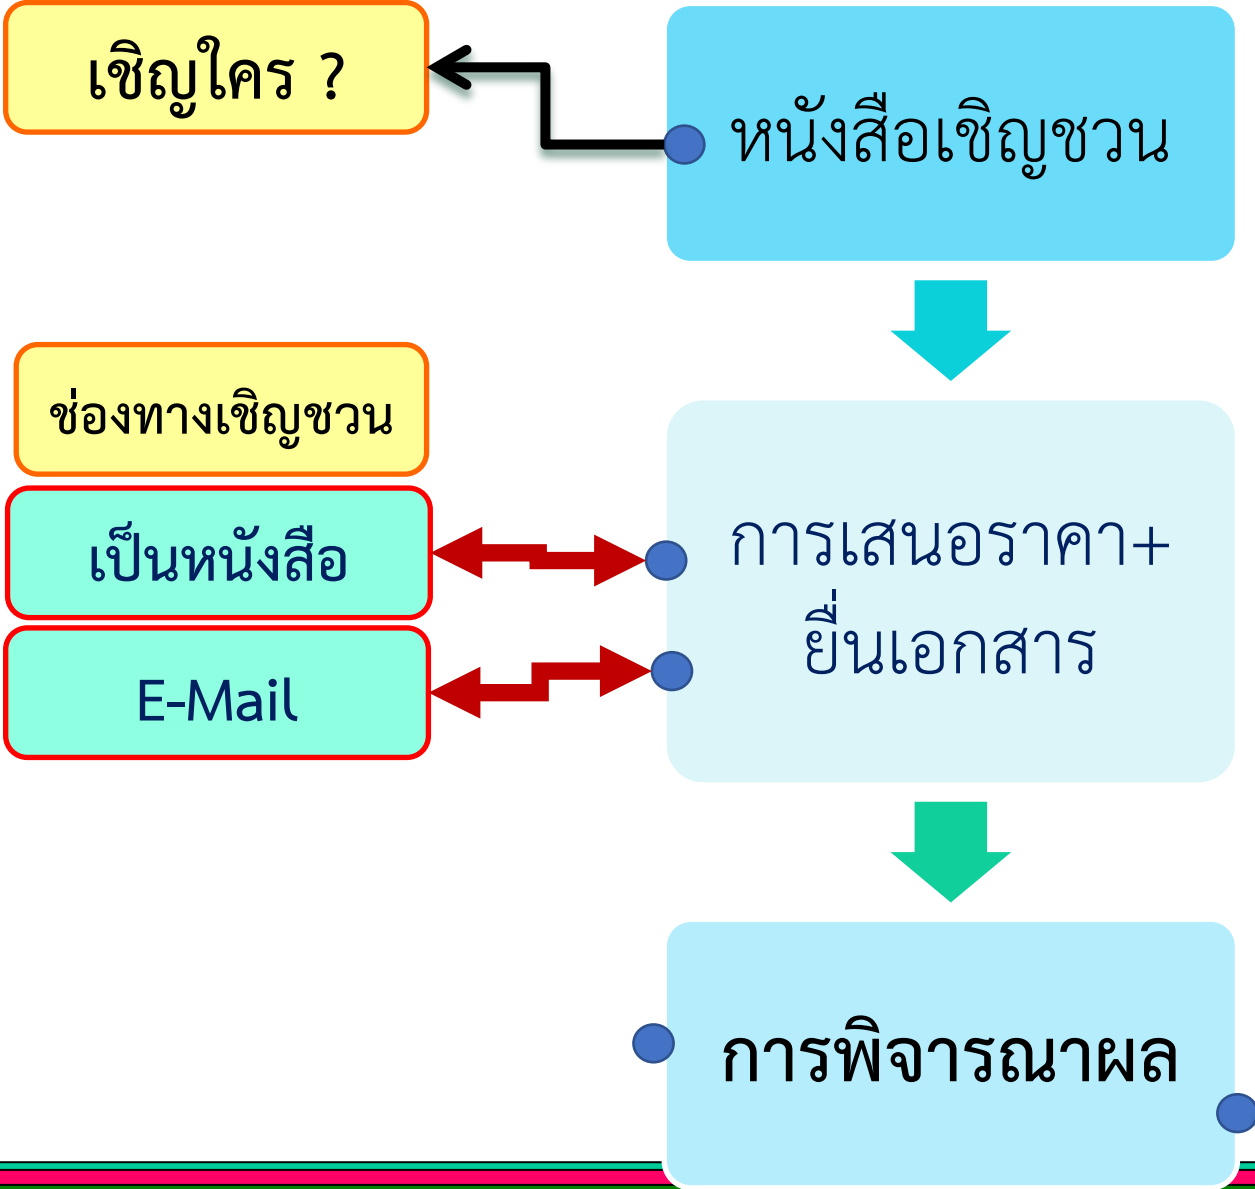 เชิญใคร ?
หนังสือเชิญชวน
ช่องทางเชิญชวน
เป็นหนังสือ
E-Mail
การเสนอราคา+
ยื่นเอกสาร
การพิจารณาผล